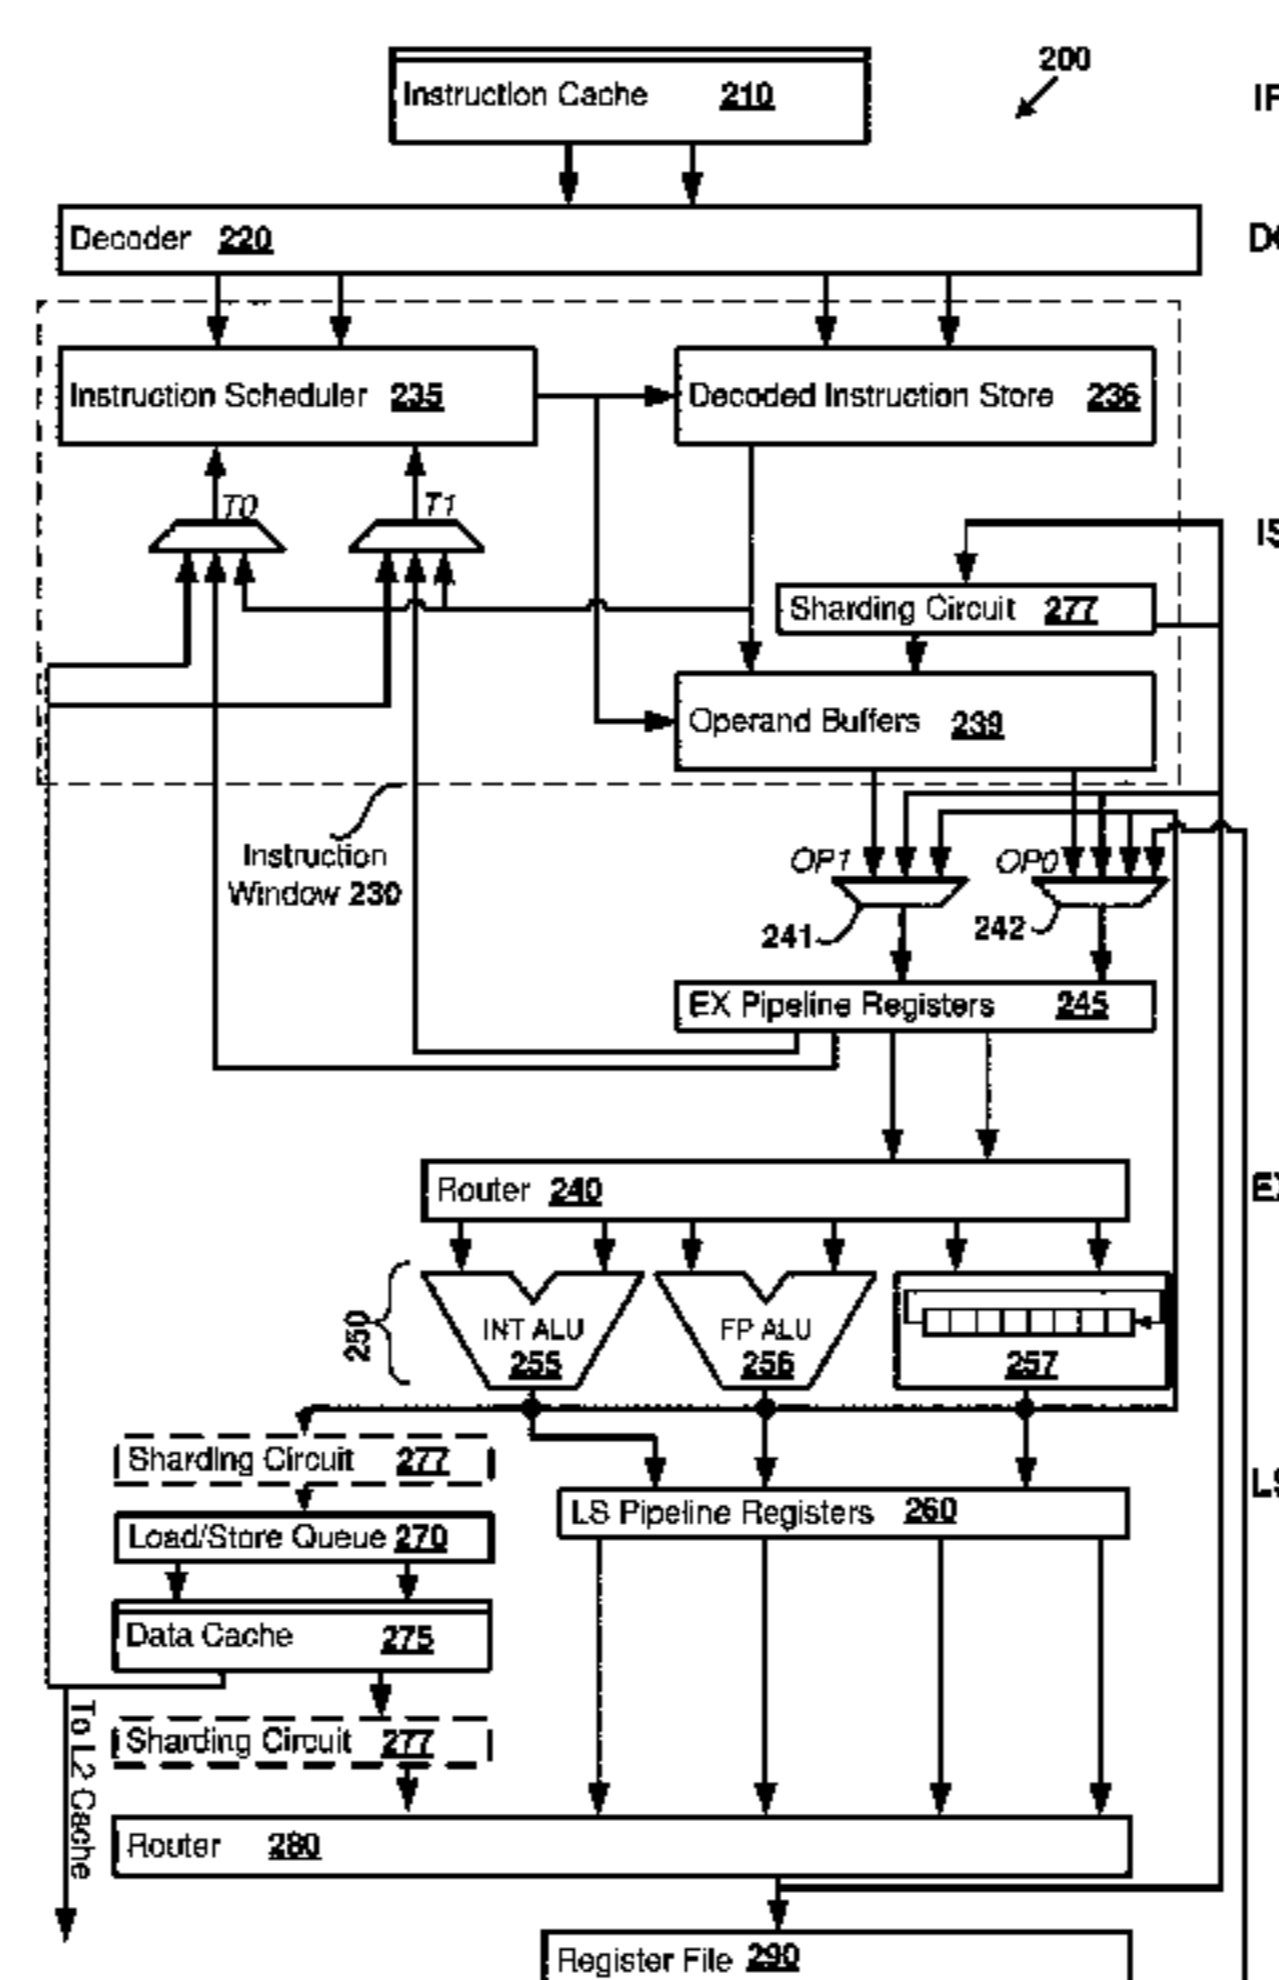 200
Instruction Cache 210
IF
Decoder 220
Instruction Scheduler 235
Decoded Instruction Store 236
T0
T1
IS
Sharding Circuit 277
Operand Buffers 239
Instruction
Window 230
OP1
OP0
241
242
EX Pipeline Registers 245
Router 240
EX
250
INT ALU
255
FP ALU
256
257
Sharding Circuit 277
LS
LS Pipeline Registers 260
Load/Store Queue 270
Data Cache 275
To L2 Cache
Sharding Circuit 277
Router 280
Register File 290